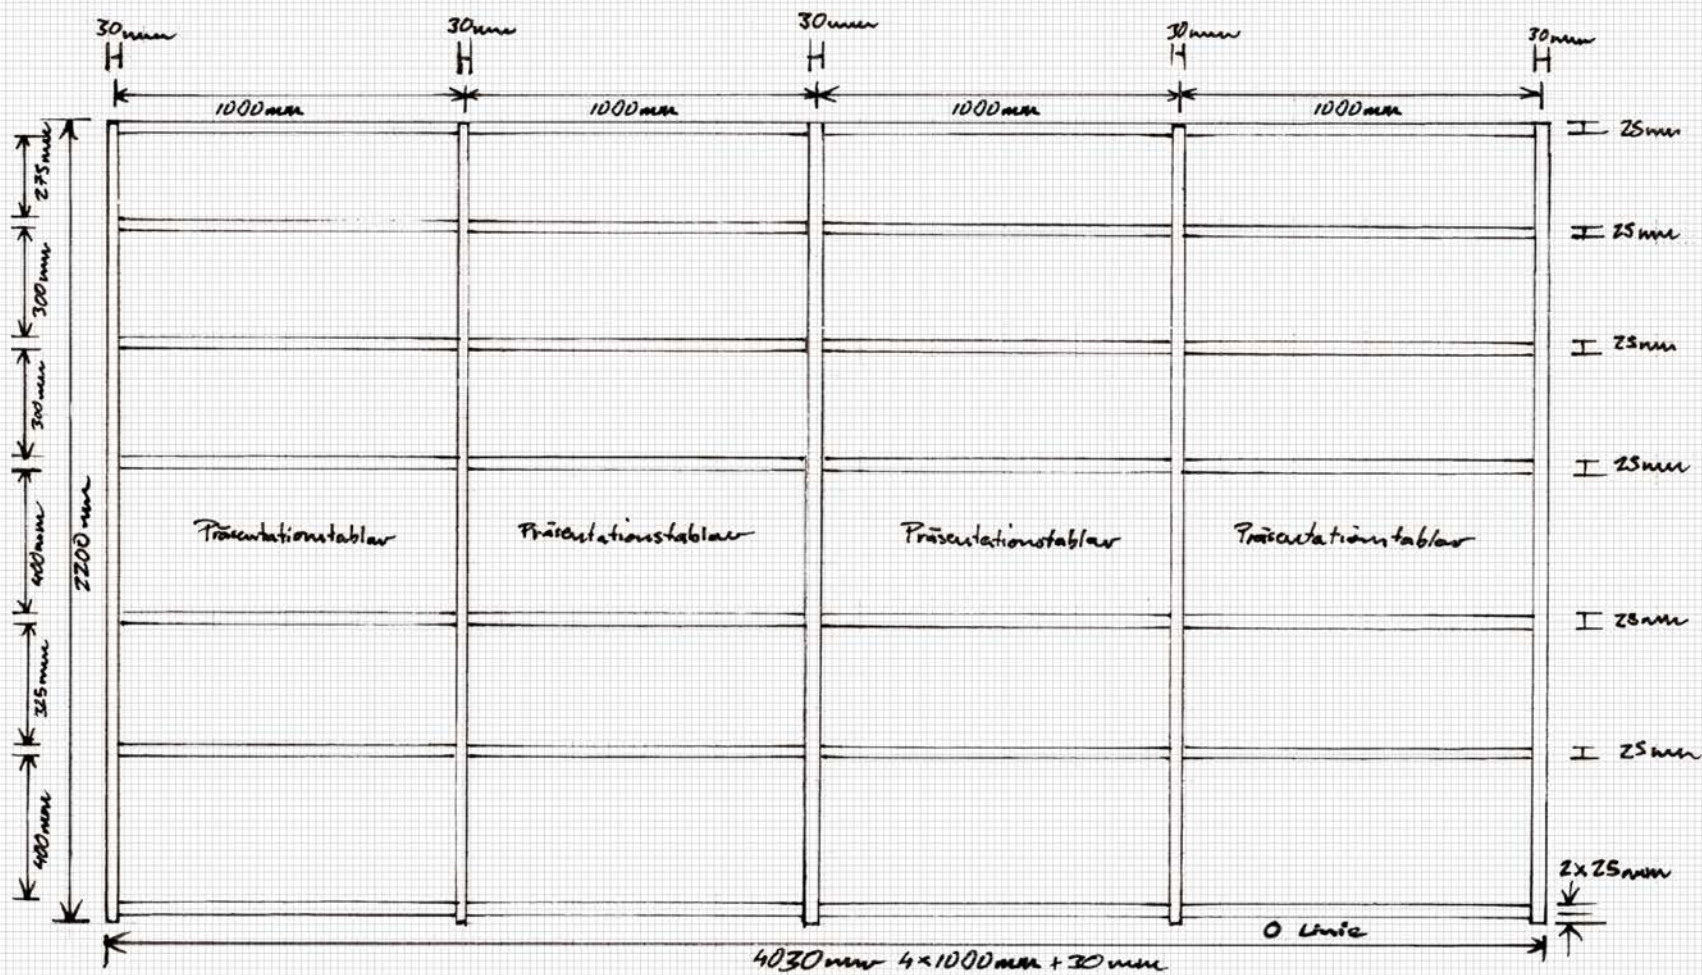 30mm 30mm 30mm 30mm 30mm
1000mm 1000mm 1000mm 1000mm
25mm
275mm
25mm
300mm
25mm
300mm
25mm
400mm
2200mm
Präsentationstablar Präsentationstablar Präsentationstablar Präsentationstablar
25mm
325mm
25mm
400mm
2x25mm
0 Linie
4030mm 4x1000mm + 30mm